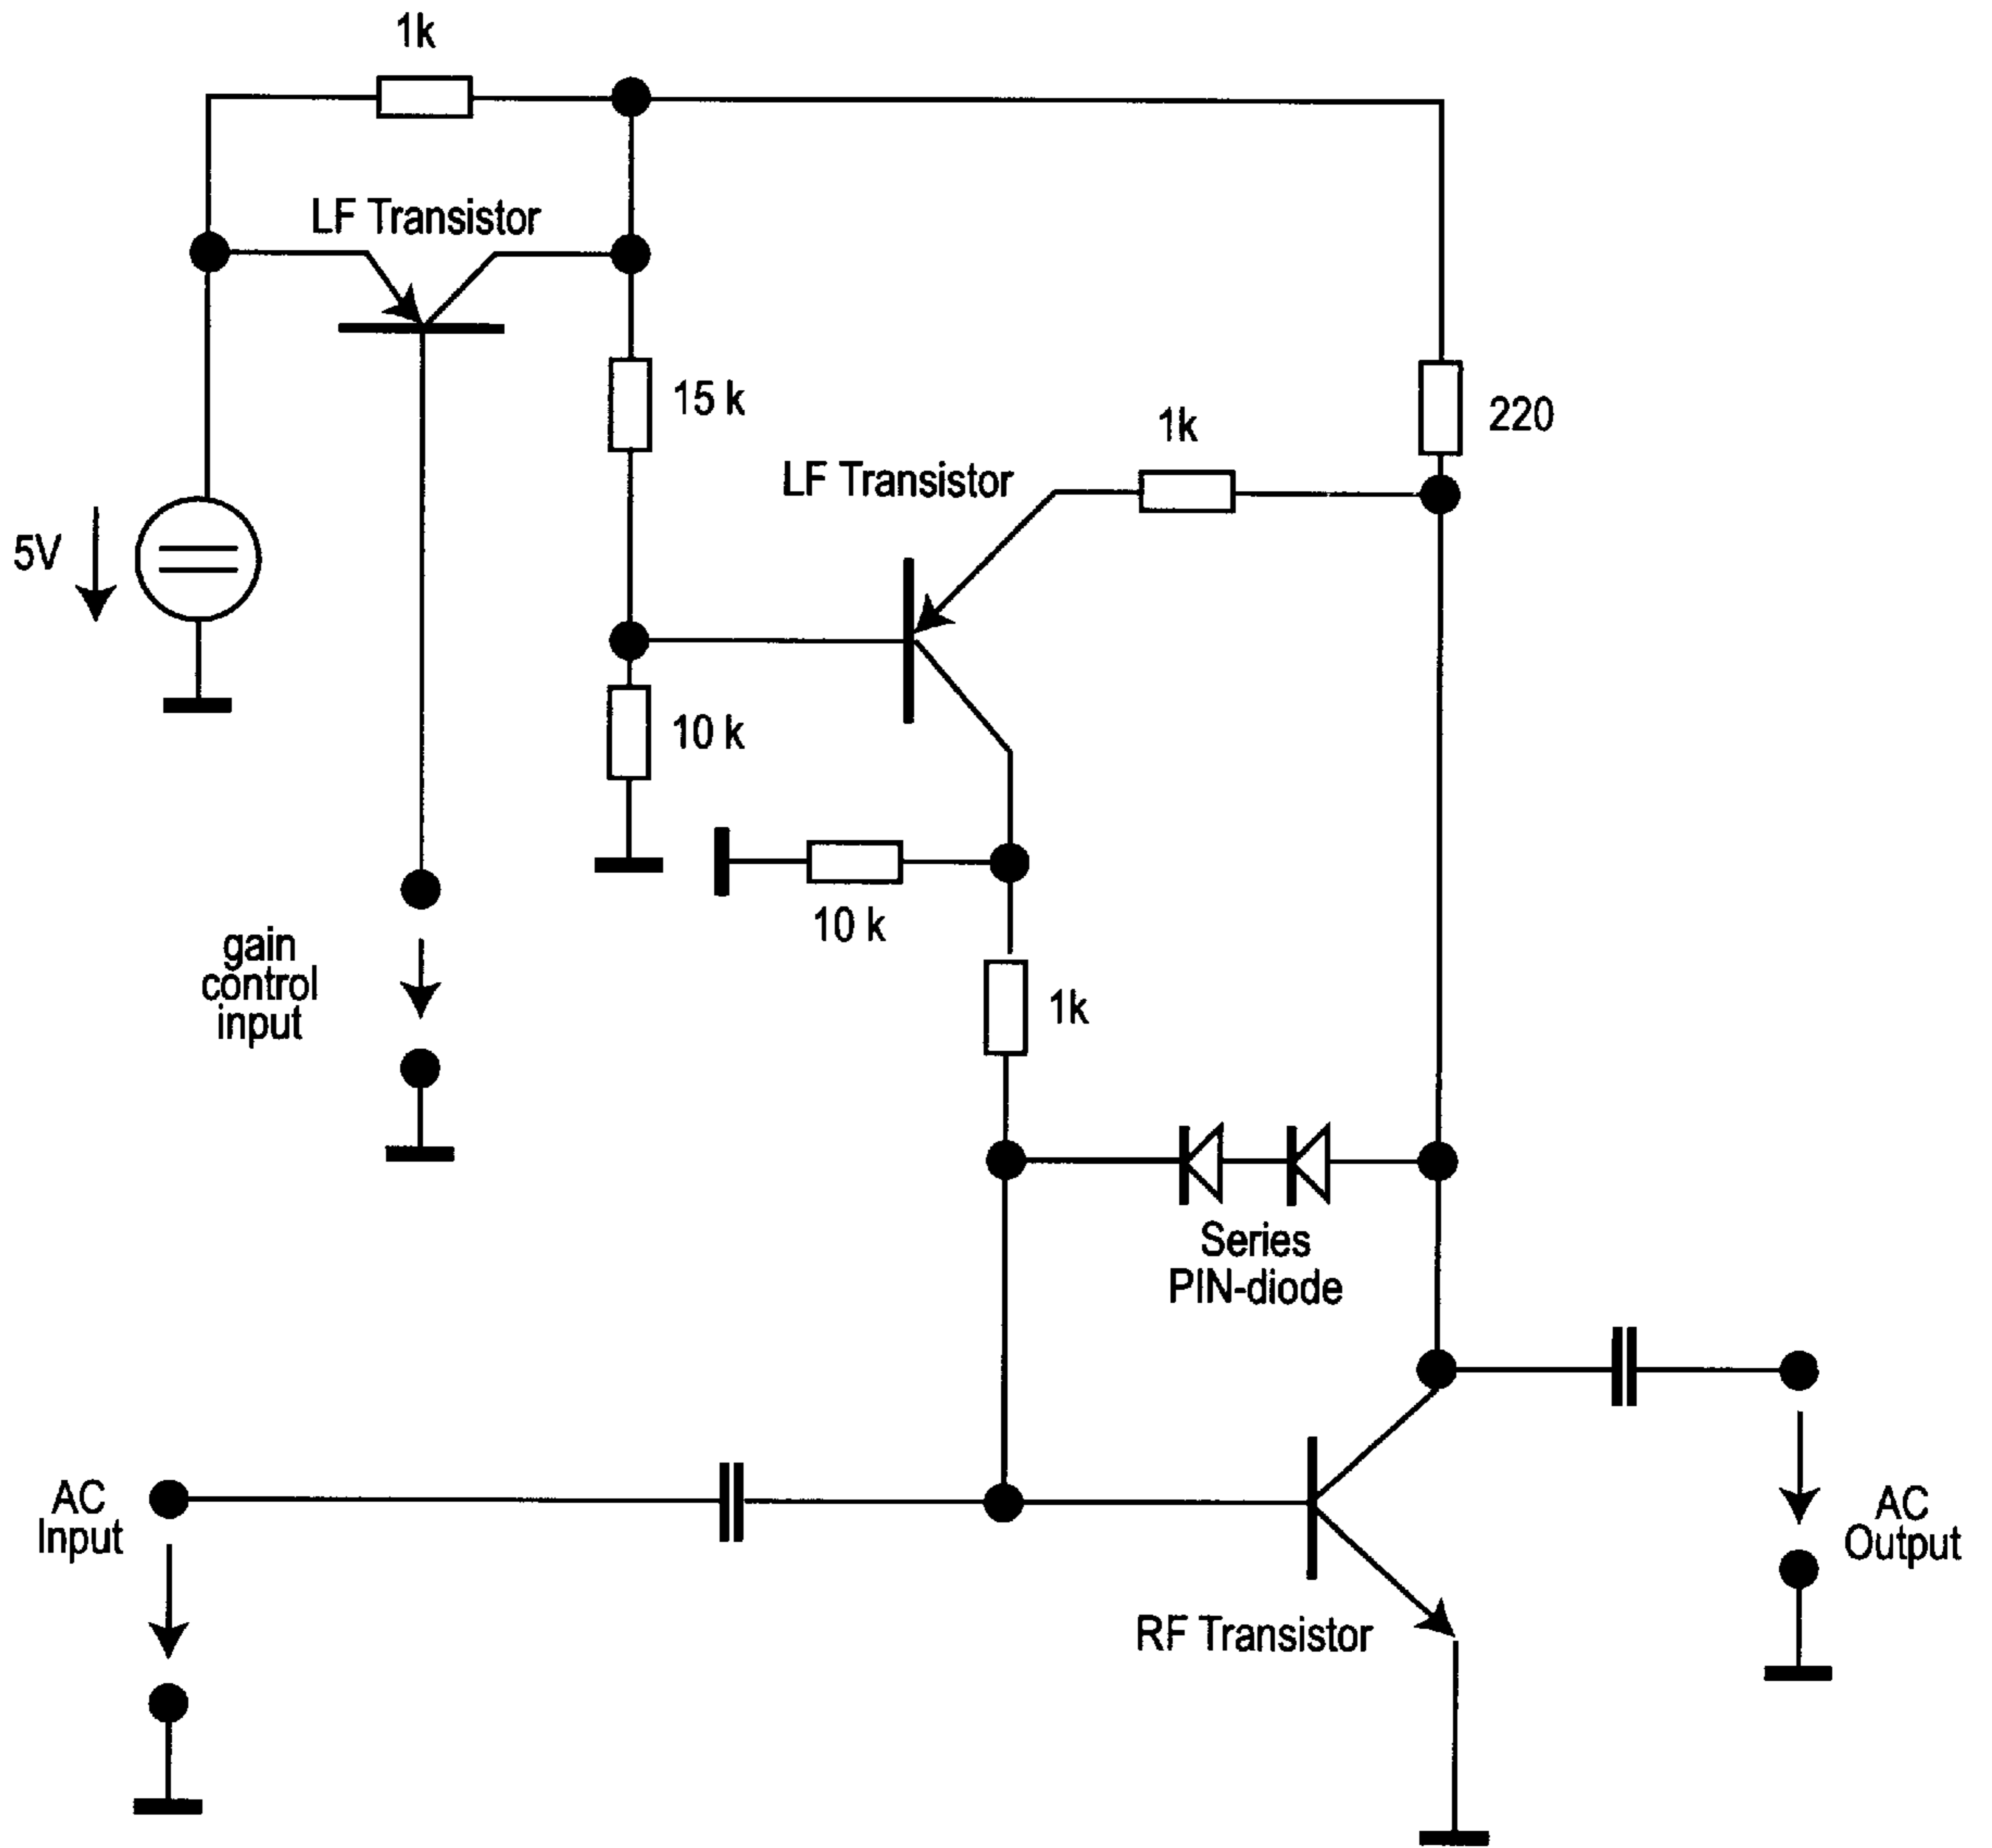 1k
LF Transistor
15 k
1k
220
LF Transistor
5V
10 k
10 k
gain
control
input
1k
Series
PIN-diode
AC
Input
AC
Output
RF Transistor